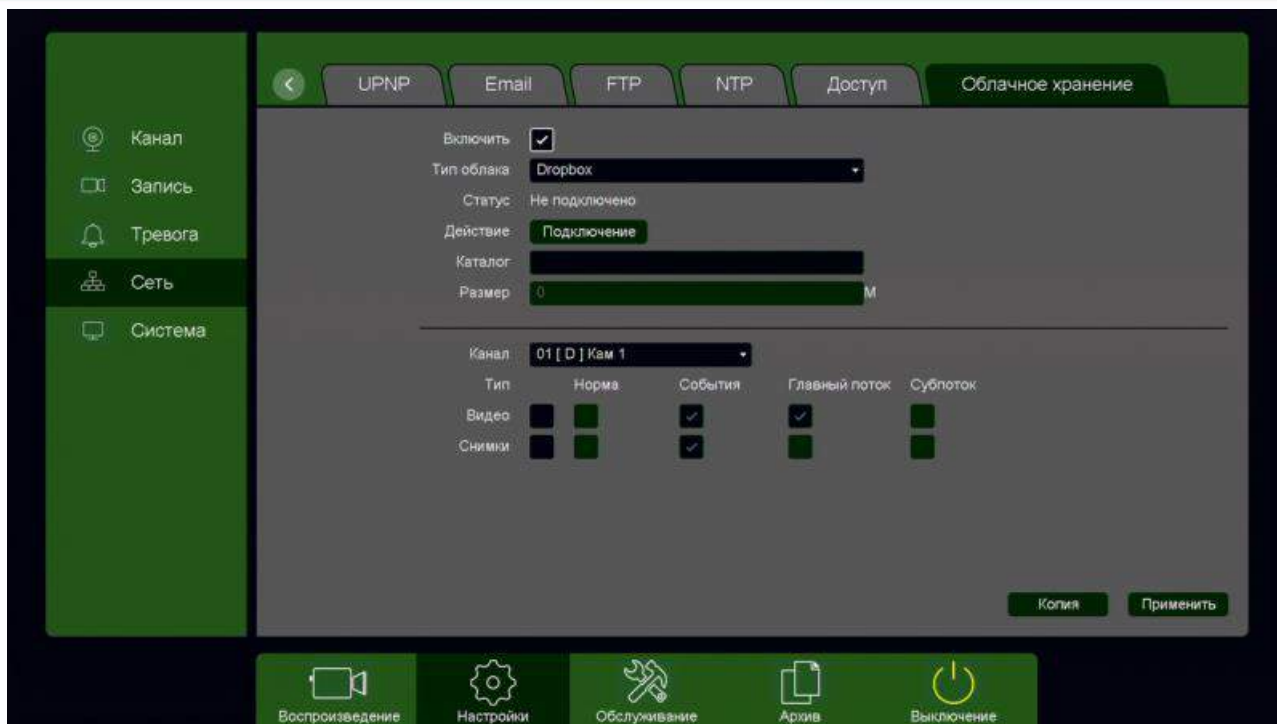 UPNP Email FTP NTP Доступ Облачное хранение
Канал
Запись
Тревога
Сеть
Система
Включить
Тип облака Dropbox
Статус Не подключено
Действие Подключение
Каталог
Размер 0 M
Канал 01 [ D ] Кам 1
Тип Норма События Главный поток Субпоток
Видео
Снимки
Копия Применить
Воспроизведение Настройки Обслуживание Архив Выключение